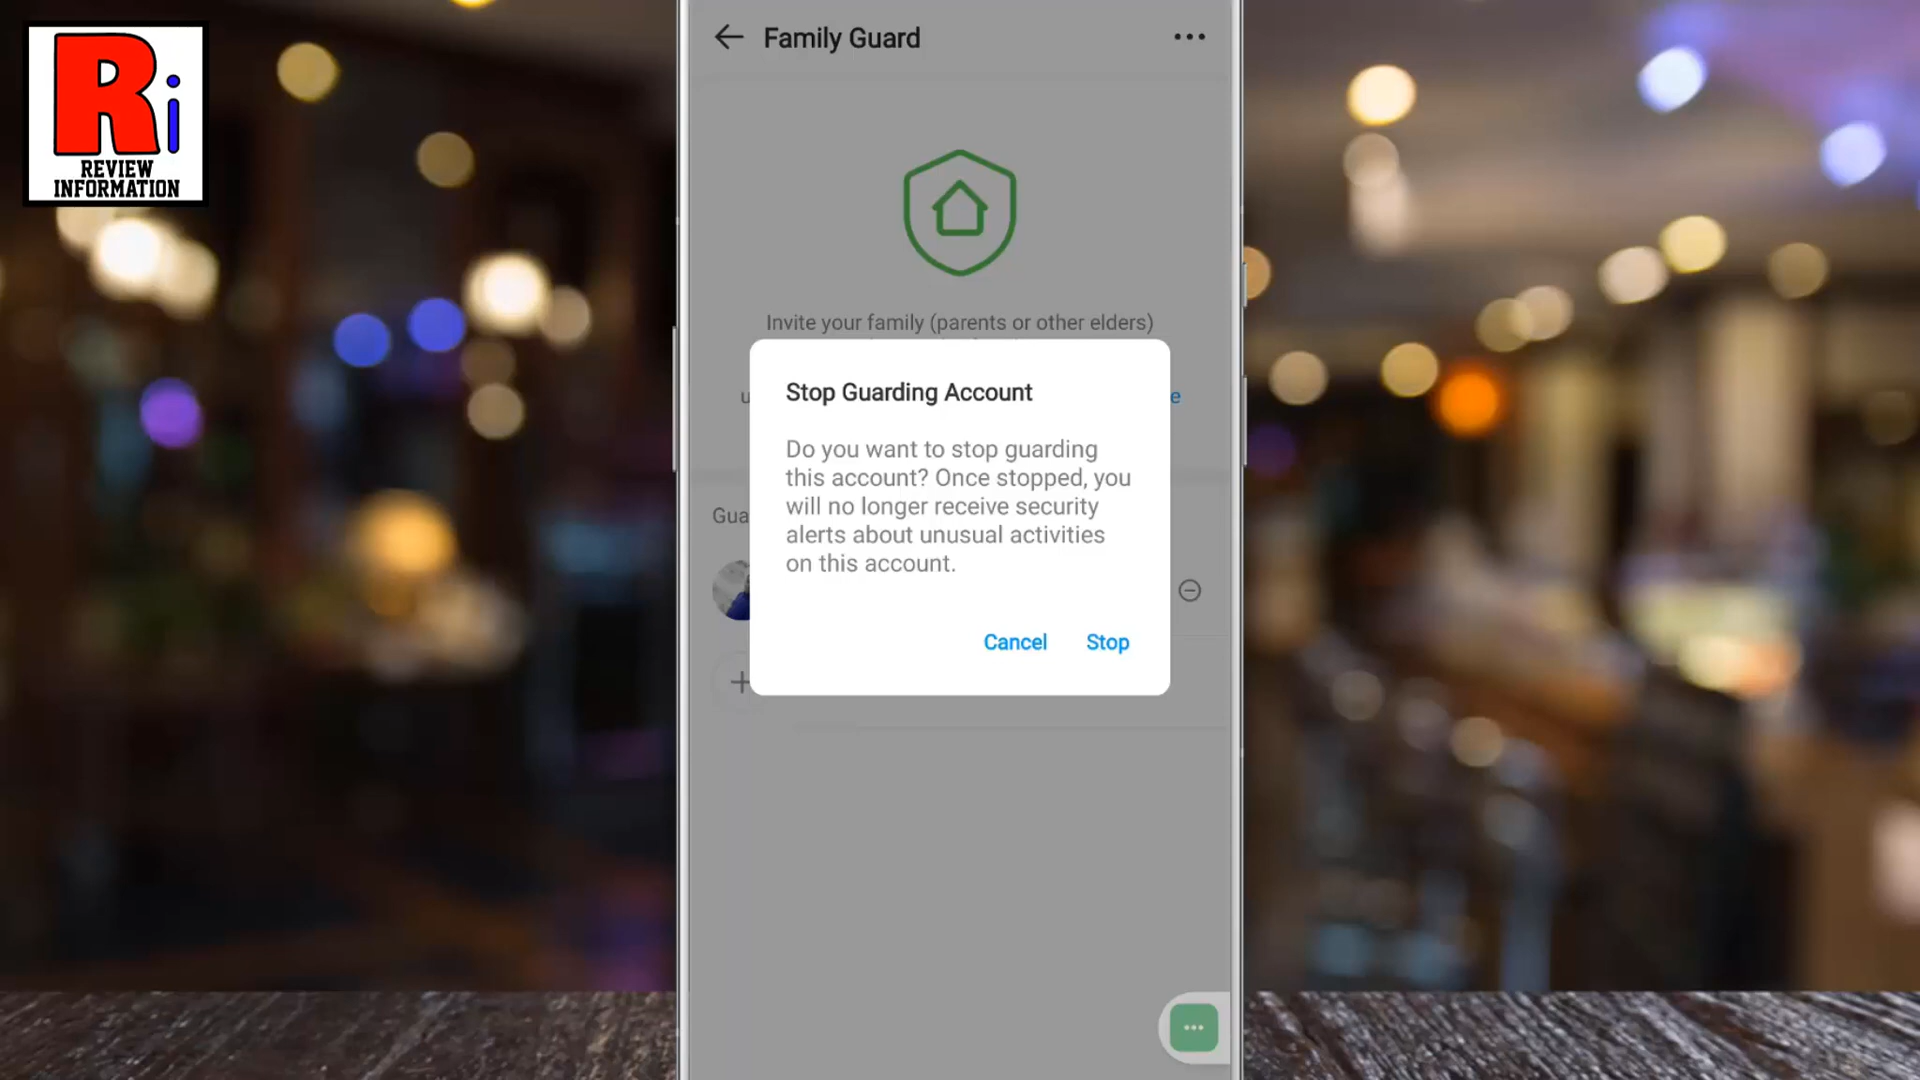 Ri
REVIEW
INFORMATION
Family Guard
Invite your family (parents or other elders)
Stop Guarding Account
Do you want to stop guarding
this account? Once stopped, you
will no longer receive security
alerts about unusual activities
on this account.
Cancel Stop